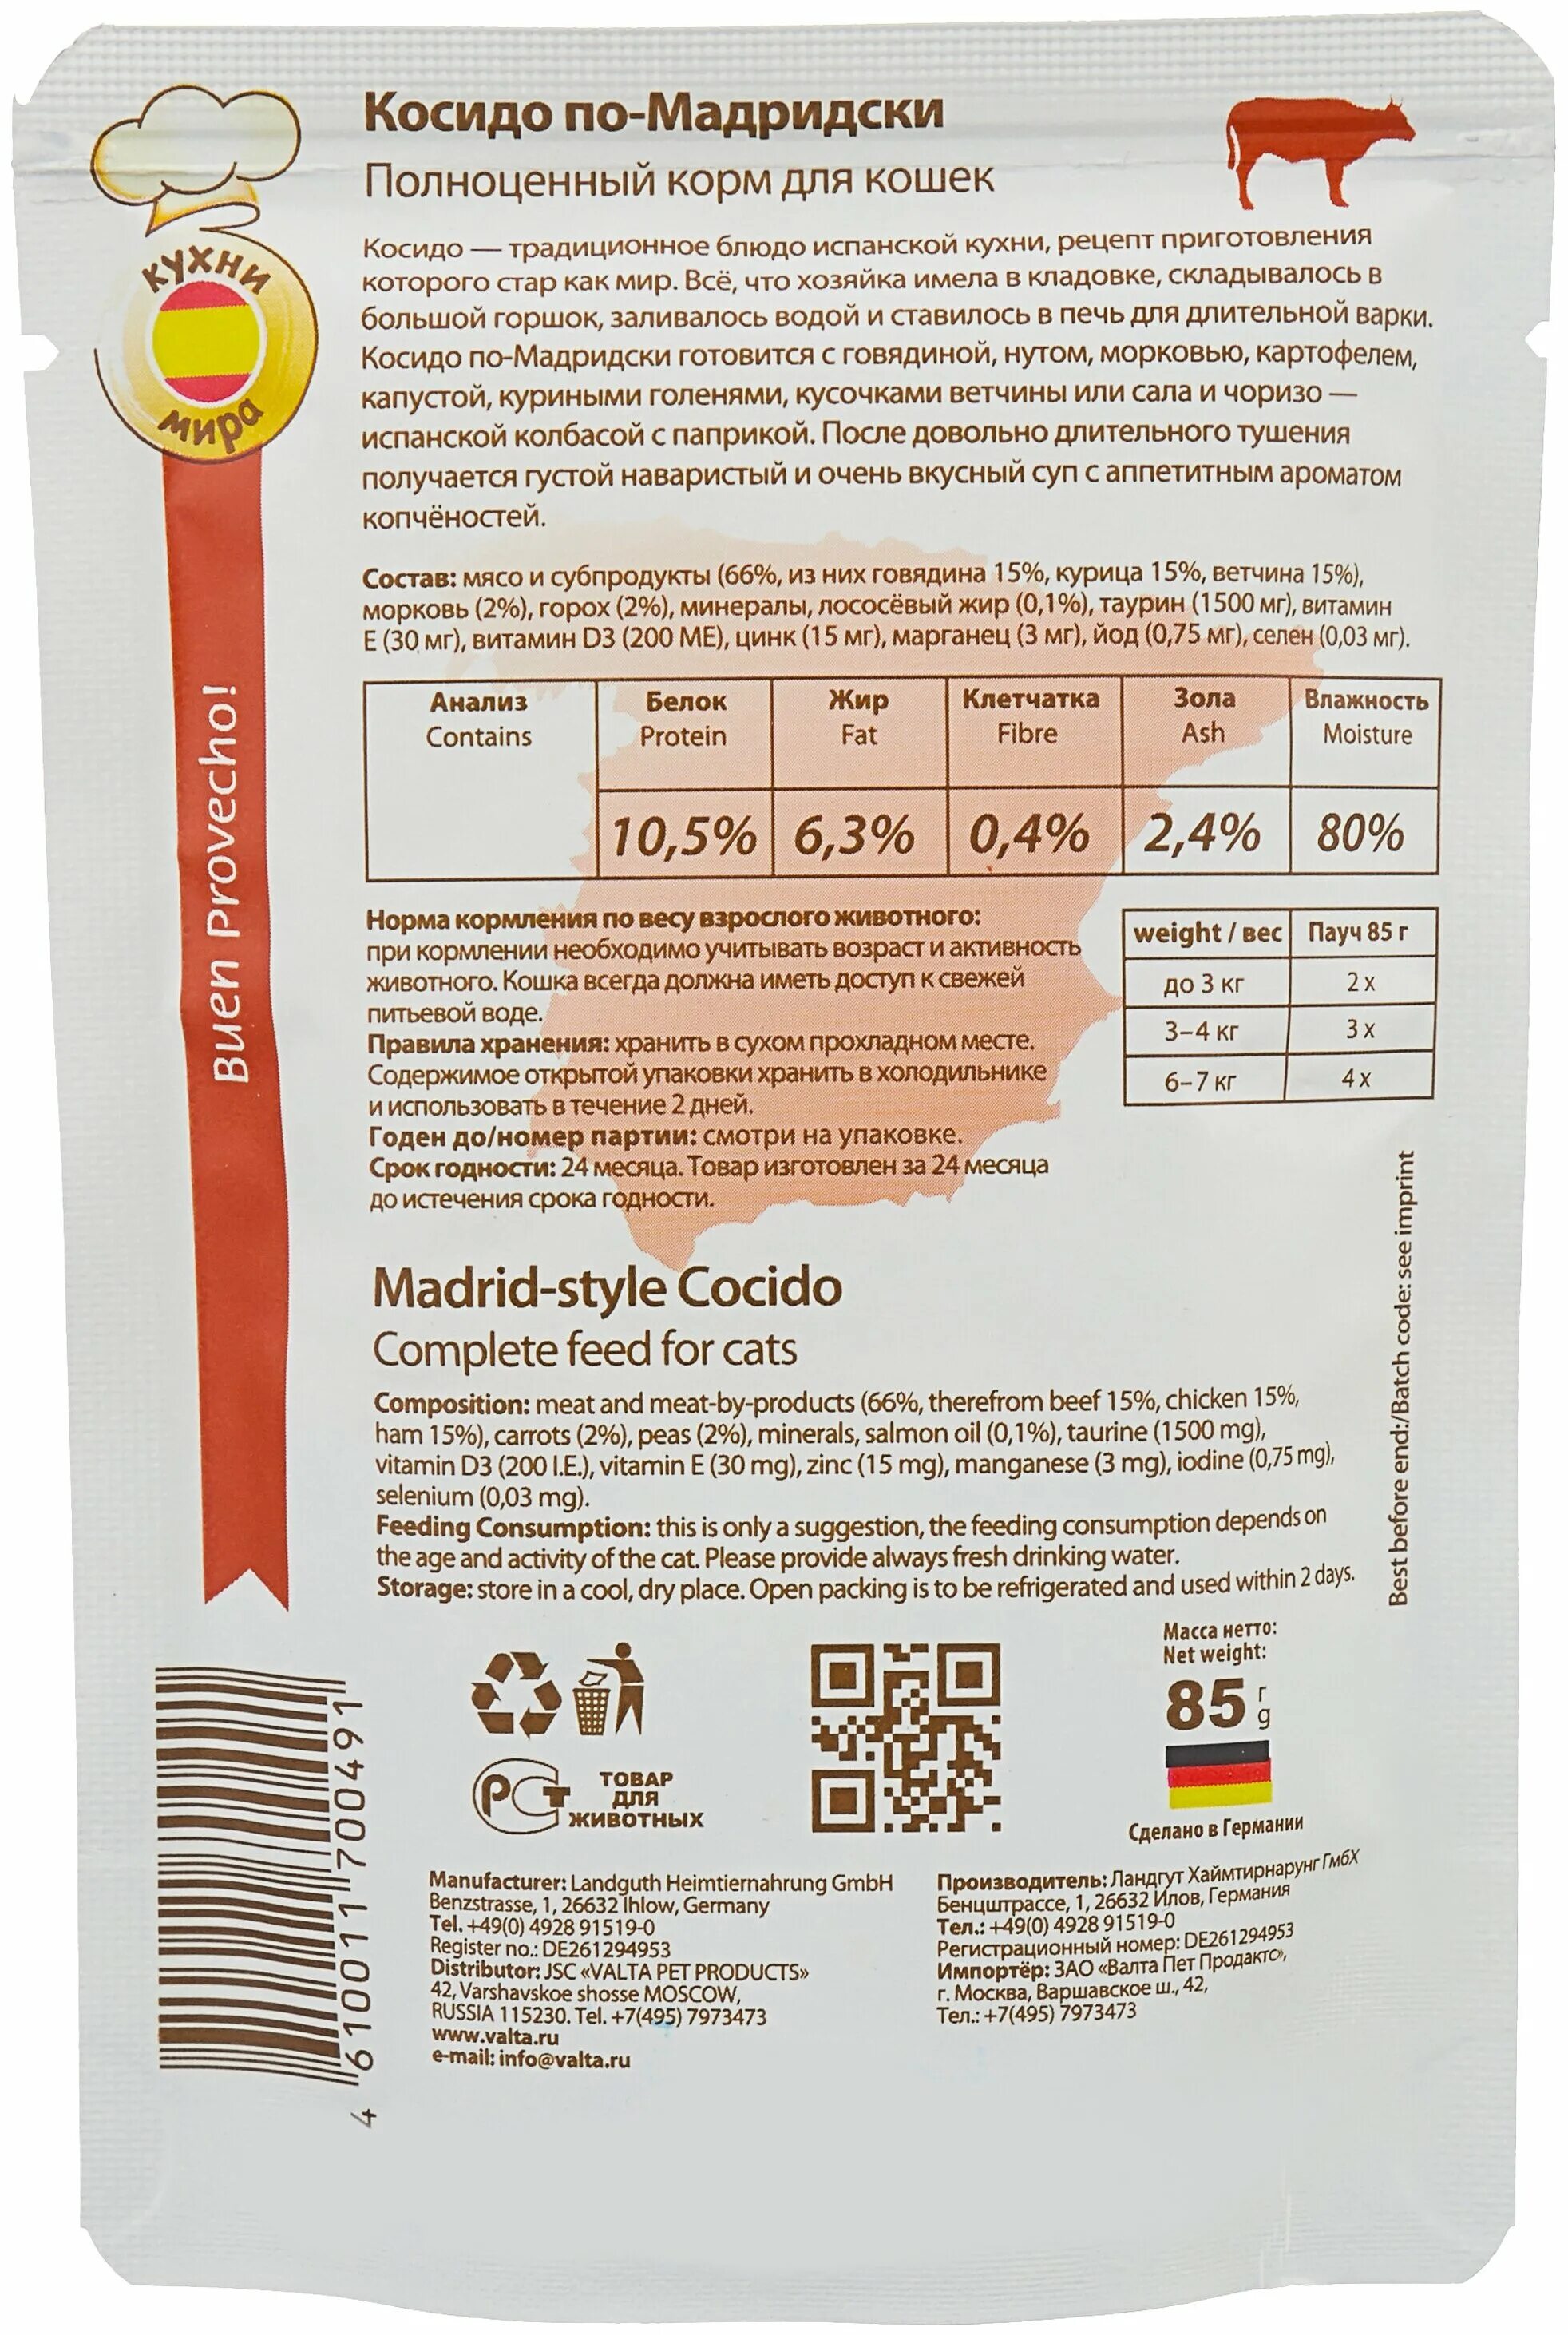 Косидо по-Мадридски
Полноценный корм для кошек
КУХНИ
мира
Косидо — традиционное блюдо испанской кухни, рецепт приготовления
которого стар как мир. Всё, что хозяйка имела в кладовке, складывалось в
большой горшок, заливалось водой и ставилось в печь для длительной варки.
Косидо по-Мадридски готовится с говядиной, нутом, морковью, картофелем,
капустой, куриными голенями, кусочками ветчины или сала и чоризо —
испанской колбасой с паприкой. После довольно длительного тушения
получается густой наваристый и очень вкусный суп с аппетитным ароматом
копчёностей.
Buen Provecho!
Состав: мясо и субпродукты (66%, из них говядина 15%, курица 15%, ветчина 15%),
морковь (2%), горох (2%), минералы, лососёвый жир (0,1%), таурин (1500 мг), витамин
Е (30 мг), витамин D3 (200 МЕ), цинк (15 мг), марганец (3 мг), йод (0,75 мг), селен (0,03 мг).
Анализ Белок Жир Клетчатка Зола Влажность
Contains Protein Fat Fibre Ash Moisture
10,5% 6,3% 0,4% 2,4% 80%
Норма кормления по весу взрослого животного:
при кормлении необходимо учитывать возраст и активность
животного. Кошка всегда должна иметь доступ к свежей
питьевой воде.
Правила хранения: хранить в сухом прохладном месте.
Содержимое открытой упаковки хранить в холодильнике
и использовать в течение 2 дней.
Годен до/номер партии: смотри на упаковке.
Срок годности: 24 месяца. Товар изготовлен за 24 месяца
до истечения срока годности.
weight / вес Пауч 85 г
до 3 кг 2 x
3–4 кг 3 x
6–7 кг 4 x
Madrid-style Cocido
Complete feed for cats
Composition: meat and meat-by-products (66%, therefrom beef 15%, chicken 15%,
ham 15%), carrots (2%), peas (2%), minerals, salmon oil (0,1%), taurine (1500 mg),
vitamin D3 (200 I.E.), vitamin E (30 mg), zinc (15 mg), manganese (3 mg), iodine (0,75 mg),
selenium (0,03 mg).
Feeding Consumption: this is only a suggestion, the feeding consumption depends on
the age and activity of the cat. Please provide always fresh drinking water.
Storage: store in a cool, dry place. Open packing is to be refrigerated and used within 2 days.
Best before end:/Batch code: see imprint
Масса нетто:
Net weight:
85 г
g
Сделано в Германии
РСТ
ТОВАР
ДЛЯ
ЖИВОТНЫХ
4 610011 700491
Manufacturer: Landguth Heimtiernahrung GmbH
Benzstrasse, 1, 26632 Ihlow, Germany
Tel. +49(0) 4928 91519-0
Register no.: DE261294953
Distributor: JSC «VALTA PET PRODUCTS»
42, Varshavskoe shosse MOSCOW,
RUSSIA 115230. Tel. +7(495) 7973473
www.valta.ru
e-mail: info@valta.ru
Производитель: Ландгут Хаймтирнарунг ГмбХ
Бенцштрассе, 1, 26632 Илов, Германия
Тел.: +49(0) 4928 91519-0
Регистрационный номер: DE261294953
Импортёр: ЗАО «Валта Пет Продактс»,
г. Москва, Варшавское ш., 42,
Тел.: +7(495) 7973473